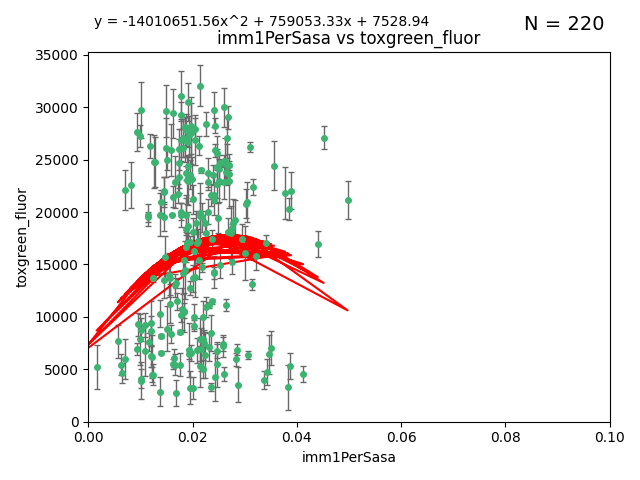 y = -14010651.56x^2 + 759053.33x + 7528.94
N = 220
imm1PerSasa vs toxgreen_fluor
35000
30000
25000
20000
15000
10000
5000
0
toxgreen_fluor
0.00
0.02
0.04
0.06
0.08
0.10
imm1PerSasa